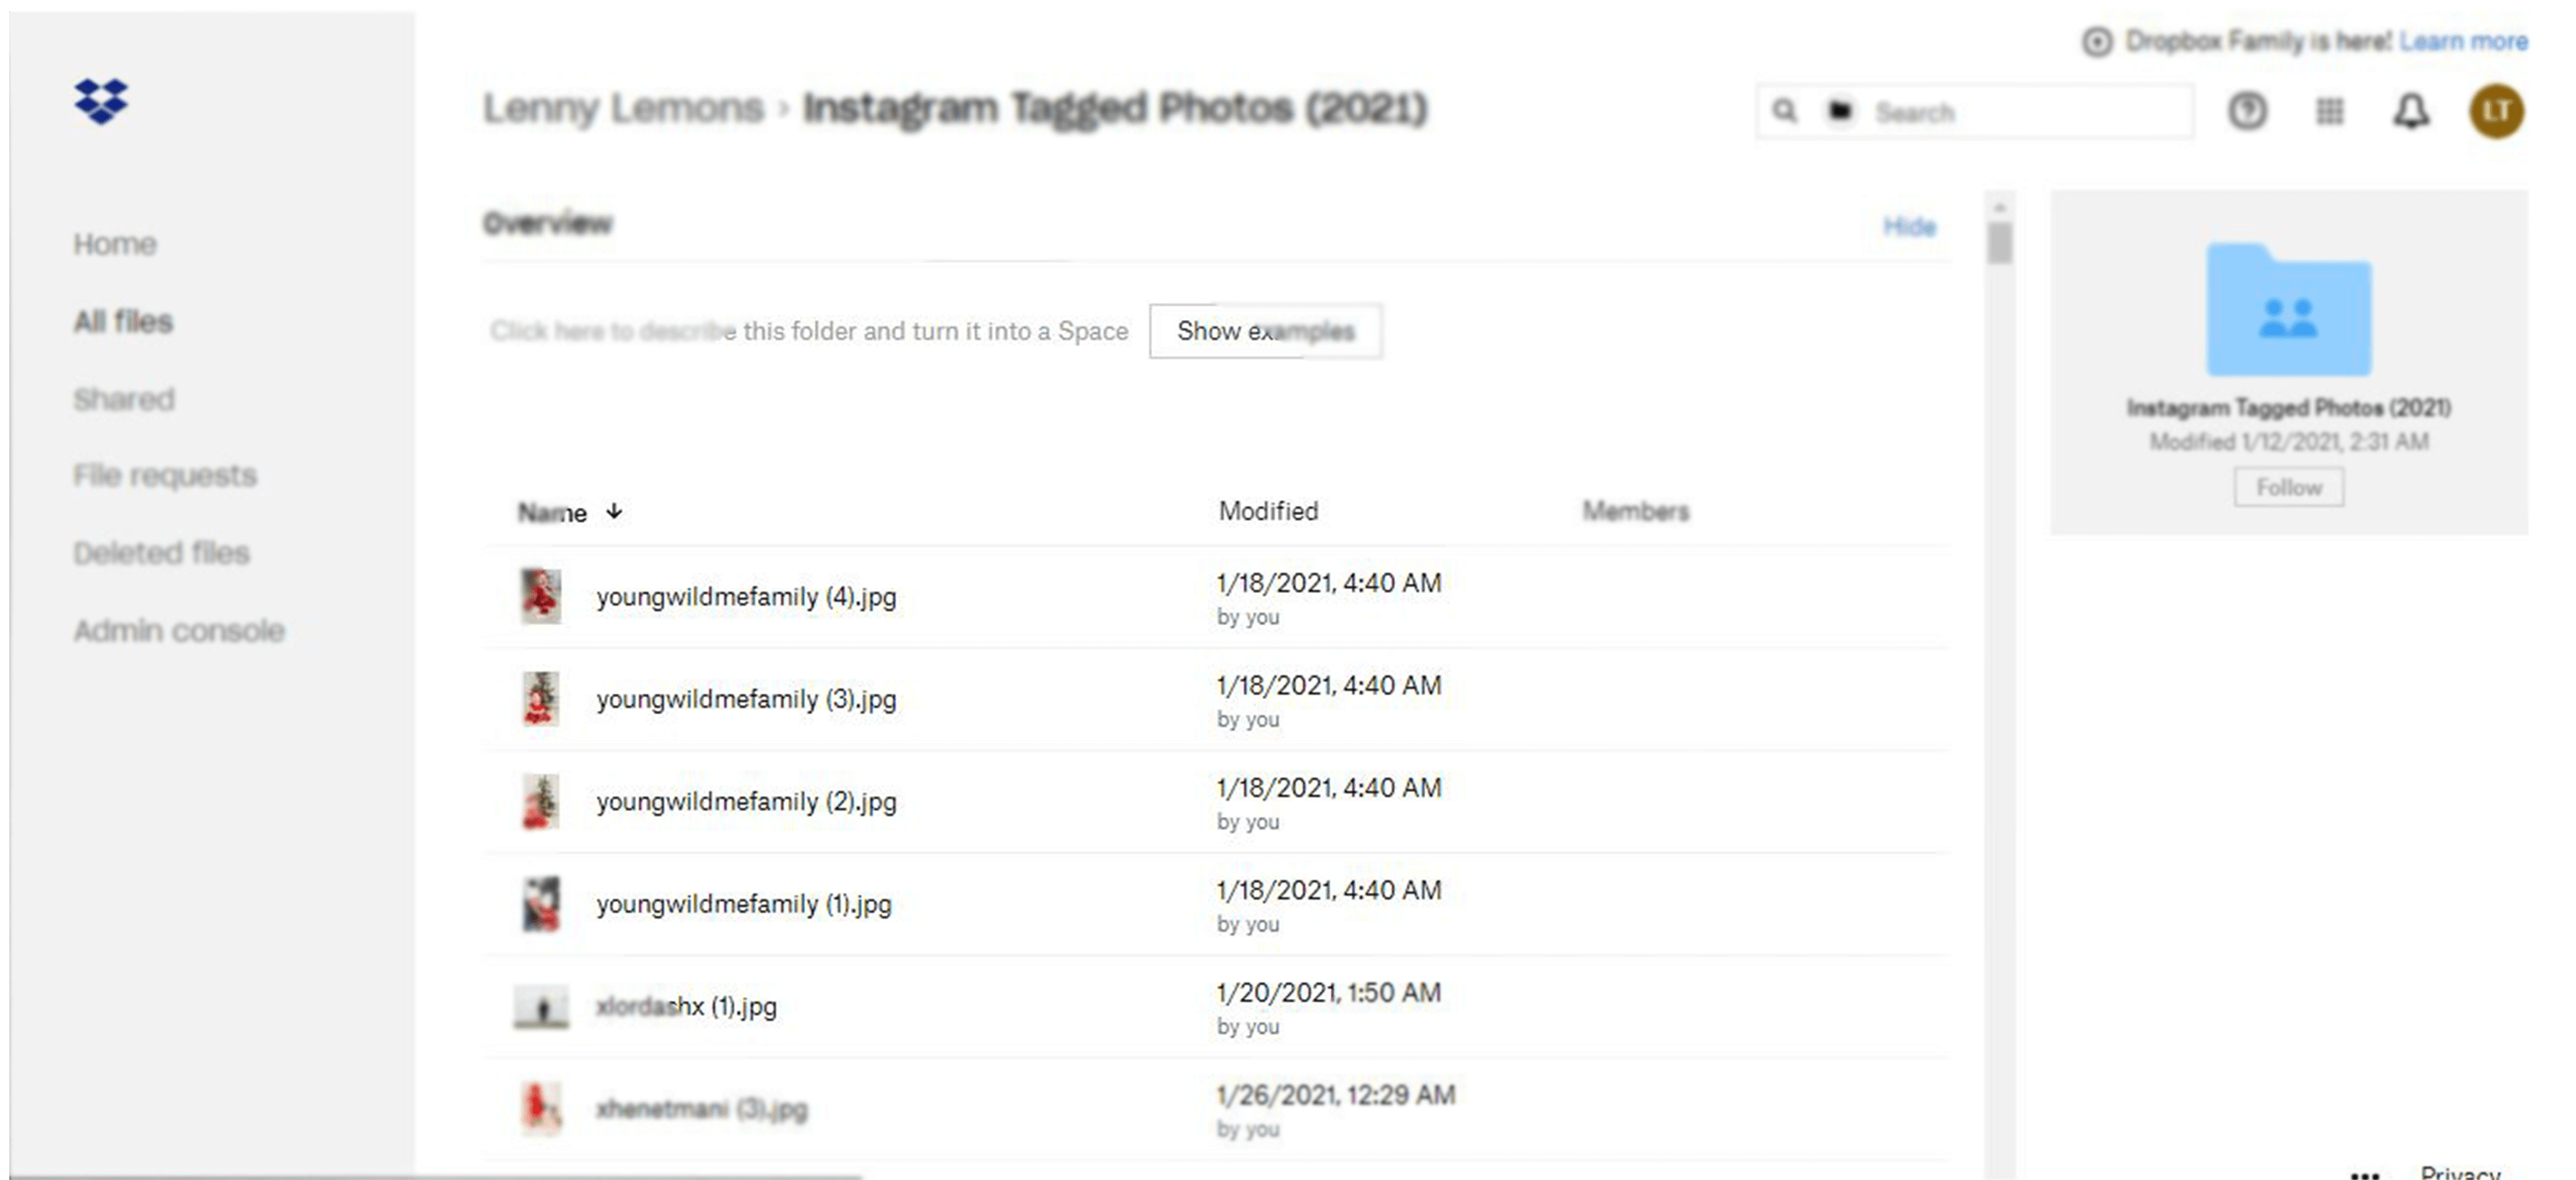 Dropbox Family is here! Learn more
Lenny Lemons › Instagram Tagged Photos (2021)
Search
LT
Home
All files
Shared
File requests
Deleted files
Admin console
Overview
Hide
Click here to describe this folder and turn it into a Space
Show examples
Name ↓ Modified Members
youngwildmefamily (4).jpg 1/18/2021, 4:40 AM
by you
youngwildmefamily (3).jpg 1/18/2021, 4:40 AM
by you
youngwildmefamily (2).jpg 1/18/2021, 4:40 AM
by you
youngwildmefamily (1).jpg 1/18/2021, 4:40 AM
by you
xlordashx (1).jpg 1/20/2021, 1:50 AM
by you
xhenetmani (3).jpg 1/26/2021, 12:29 AM
by you
Instagram Tagged Photos (2021)
Modified 1/12/2021, 2:31 AM
Follow
Privacy